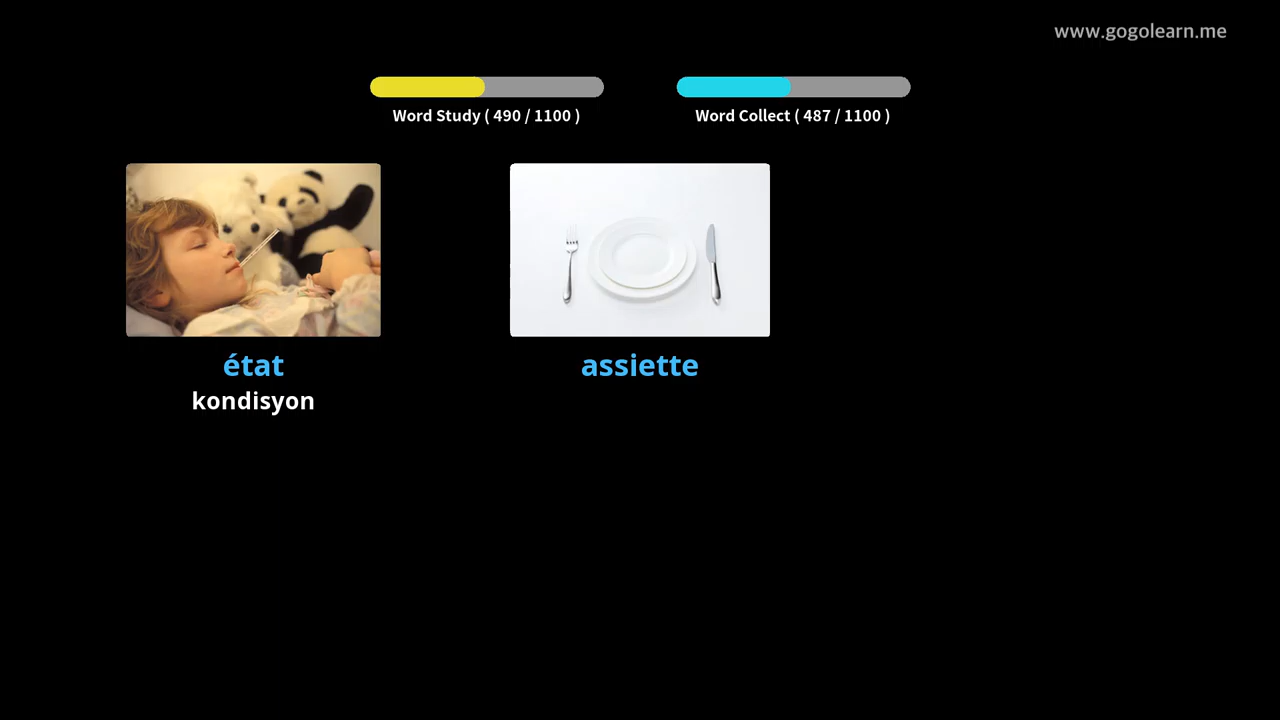 www.gogolearn.me
Word Study ( 490 / 1100 )
Word Collect ( 487 / 1100 )
état
kondisyon
assiette